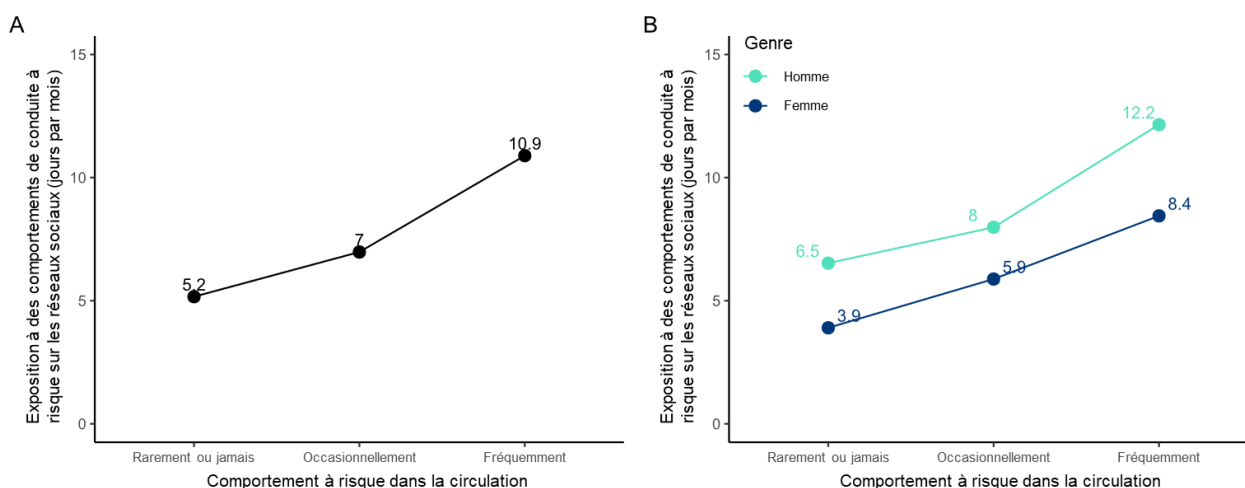 A
Exposition à des comportements de conduite à
risque sur les réseaux sociaux (jours par mois)
15
10
5
0
5.2
7
10.9
Rarement ou jamais
Occasionnellement
Fréquemment
Comportement à risque dans la circulation
B
Exposition à des comportements de conduite à
risque sur les réseaux sociaux (jours par mois)
Genre
Homme
Femme
15
10
5
0
6.5
8
12.2
3.9
5.9
8.4
Rarement ou jamais
Occasionnellement
Fréquemment
Comportement à risque dans la circulation